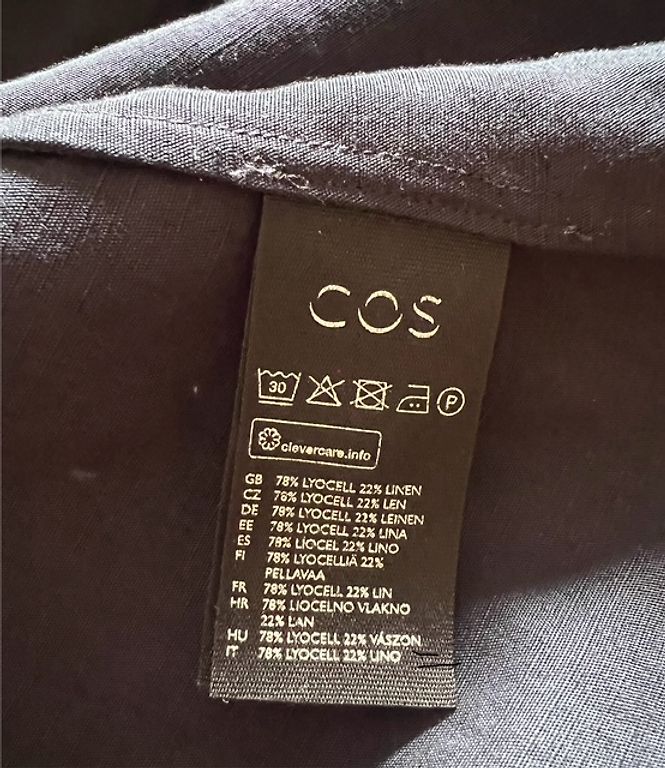 COS
30
P
clevercare.info
GB 78% LYOCELL 22% LINEN
CZ 78% LYOCELL 22% LEN
DE 78% LYOCELL 22% LEINEN
EE 78% LYOCELL 22% LINA
ES 78% LIOCEL 22% LINO
FI 78% LYOCELLIÄ 22%
PELLAVAA
FR 78% LYOCELL 22% LIN
HR 78% LIOCELNO VLAKNO
22% LAN
HU 78% LYOCELL 22% VÁSZON
IT 78% LYOCELL 22% LINO